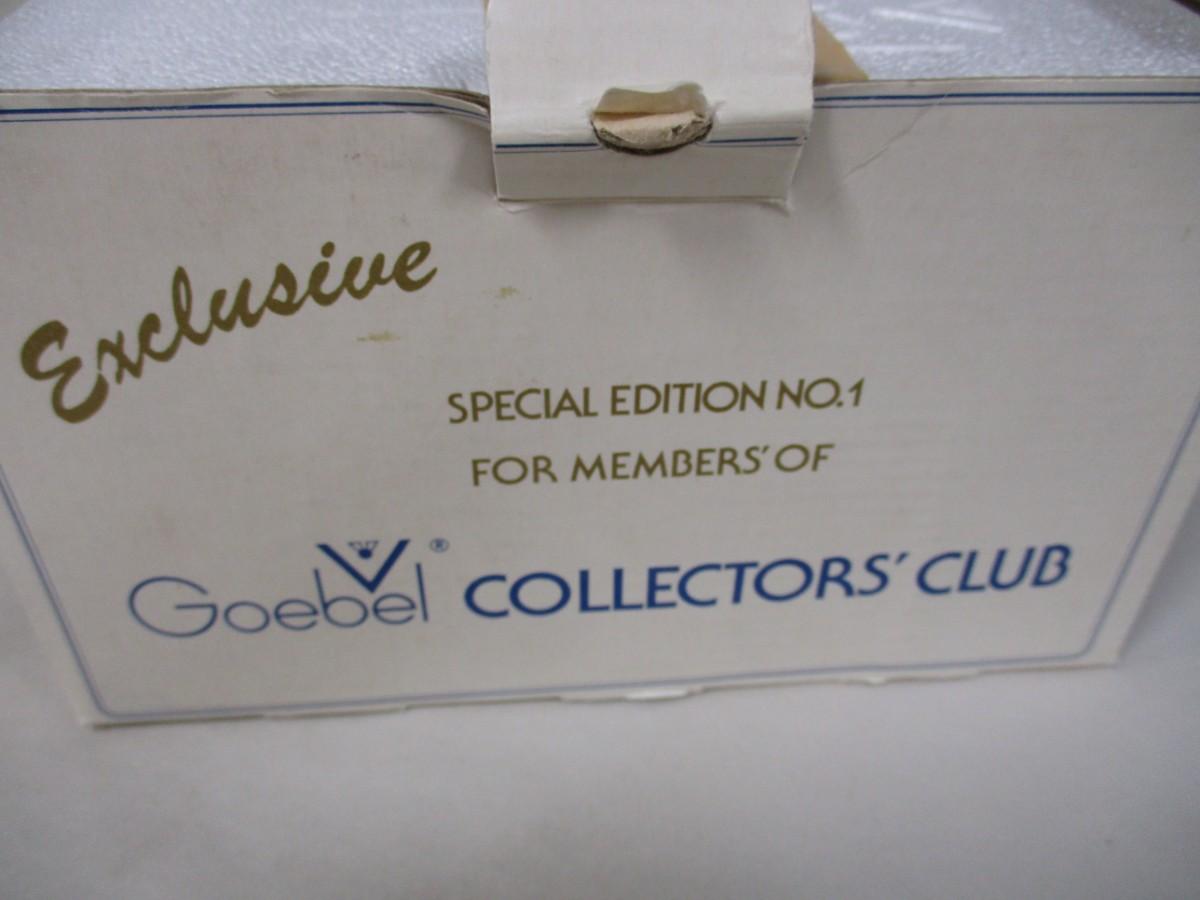 Exclusive
SPECIAL EDITION NO.1
FOR MEMBERS' OF
Goebel® COLLECTORS' CLUB